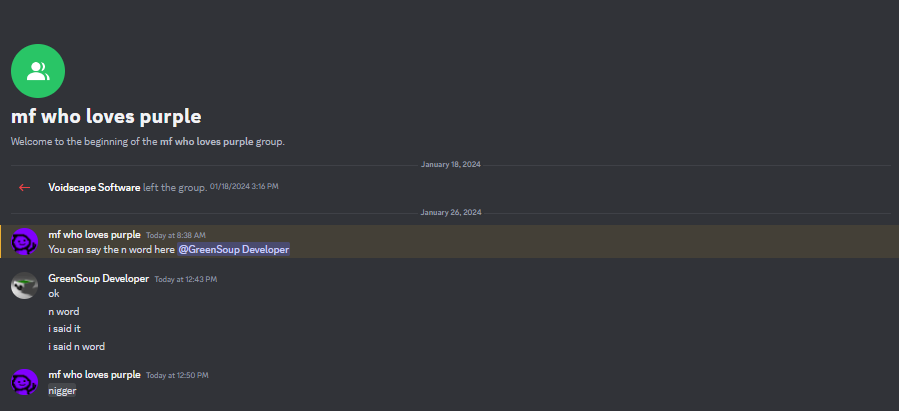 mf who loves purple
Welcome to the beginning of the mf who loves purple group.
January 18, 2024
Voidscape Software left the group. 01/18/2024 3:16 PM
January 26, 2024
mf who loves purple Today at 8:38 AM
You can say the n word here @GreenSoup Developer
GreenSoup Developer Today at 12:43 PM
ok
n word
i said it
i said n word
mf who loves purple Today at 12:50 PM
nigger